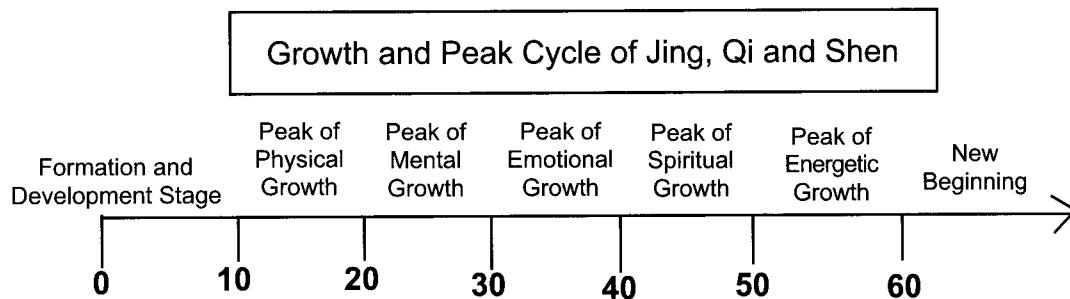 Growth and Peak Cycle of Jing, Qi and Shen
Formation and
Development Stage
Peak of
Physical
Growth
Peak of
Mental
Growth
Peak of
Emotional
Growth
Peak of
Spiritual
Growth
Peak of
Energetic
Growth
New
Beginning
0
10
20
30
40
50
60